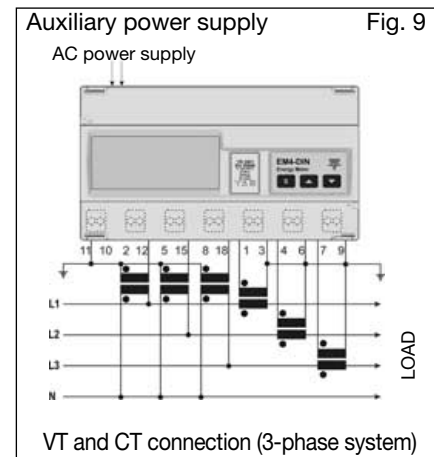 Auxiliary power supply Fig. 9
AC power supply
EM4-DIN
Energy Meter
11 10 2 12 5 15 8 18 1 3 4 6 7 9
L1
L2
L3
N
LOAD
VT and CT connection (3-phase system)